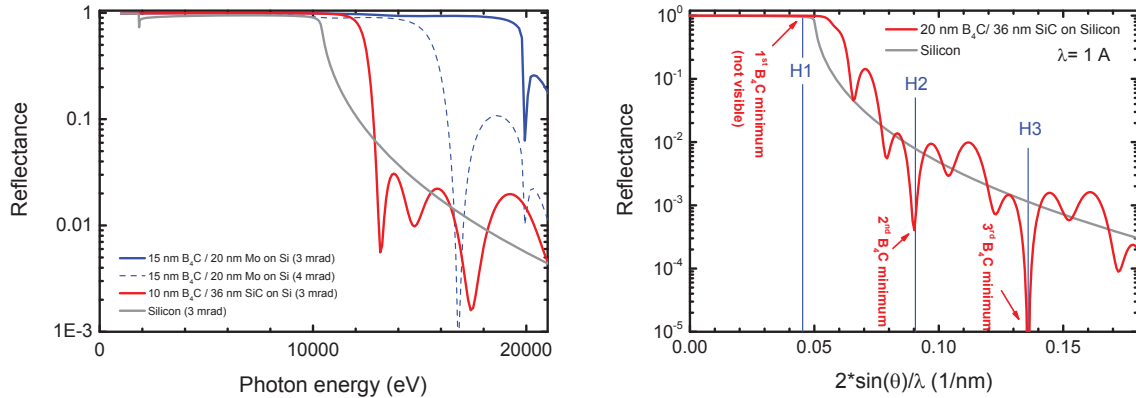 1
0.1
0.01
1E-3
Reflectance
15 nm B₄C / 20 nm Mo on Si (3 mrad)
15 nm B₄C / 20 nm Mo on Si (4 mrad)
10 nm B₄C / 36 nm SiC on Si (3 mrad)
Silicon (3 mrad)
0
10000
20000
Photon energy (eV)
10⁰
10⁻¹
10⁻²
10⁻³
10⁻⁴
10⁻⁵
Reflectance
20 nm B₄C/ 36 nm SiC on Silicon
Silicon
λ= 1 A
H1
H2
H3
1ˢᵗ B₄C minimum
(not visible)
2ⁿᵈ B₄C minimum
3ʳᵈ B₄C minimum
0.00
0.05
0.10
0.15
2*sin(θ)/λ (1/nm)